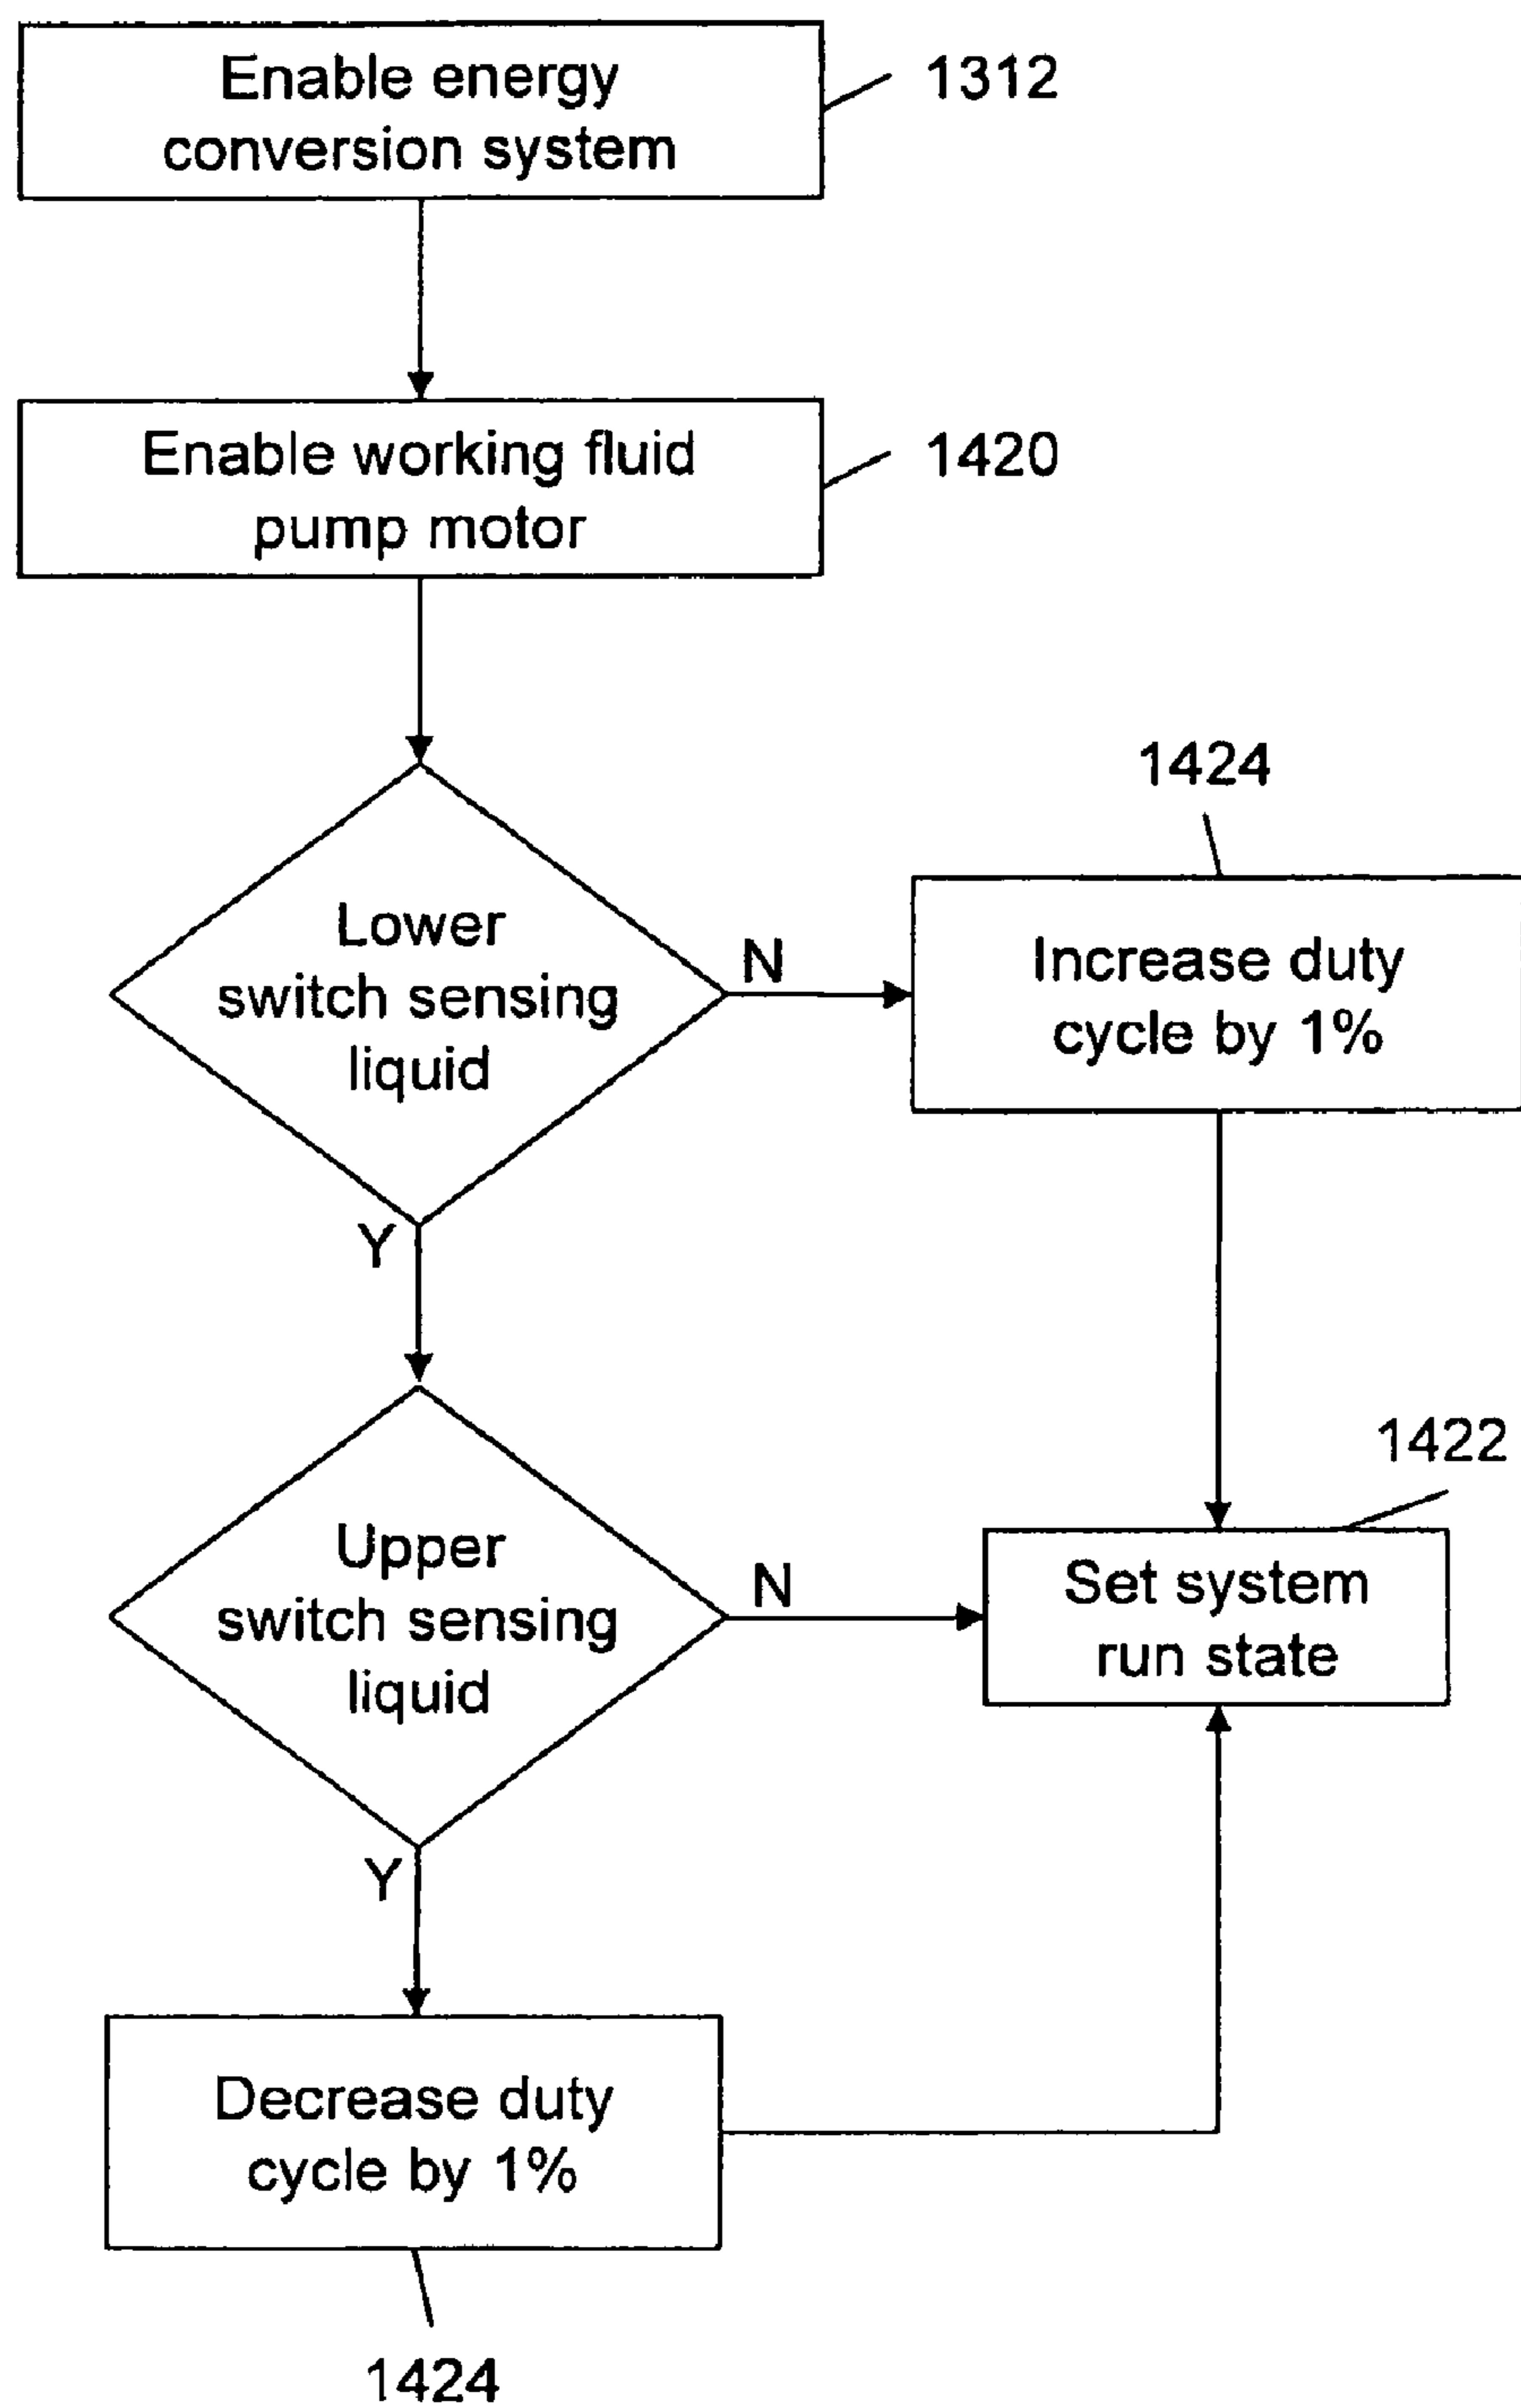 Enable energy
conversion system
1312
Enable working fluid
pump motor
1420
Lower
switch sensing
liquid
N
Y
1424
Increase duty
cycle by 1%
Upper
switch sensing
liquid
N
Y
1422
Set system
run state
Decrease duty
cycle by 1%
1424